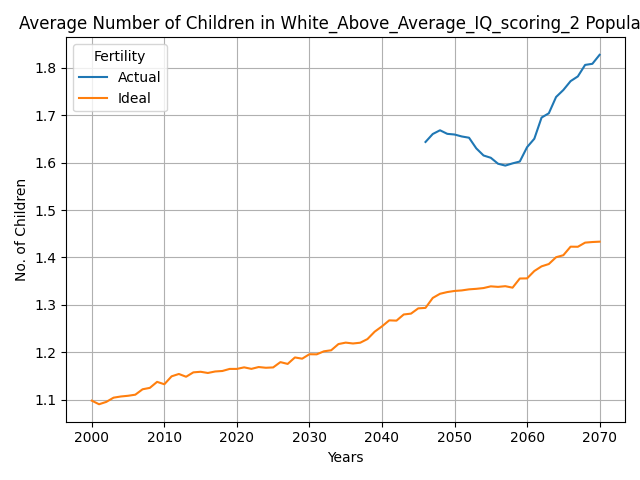 Average Number of Children in White_Above_Average_IQ_scoring_2 Popula
Fertility
Actual
Ideal
No. of Children
1.8
1.7
1.6
1.5
1.4
1.3
1.2
1.1
2000 2010 2020 2030 2040 2050 2060 2070
Years